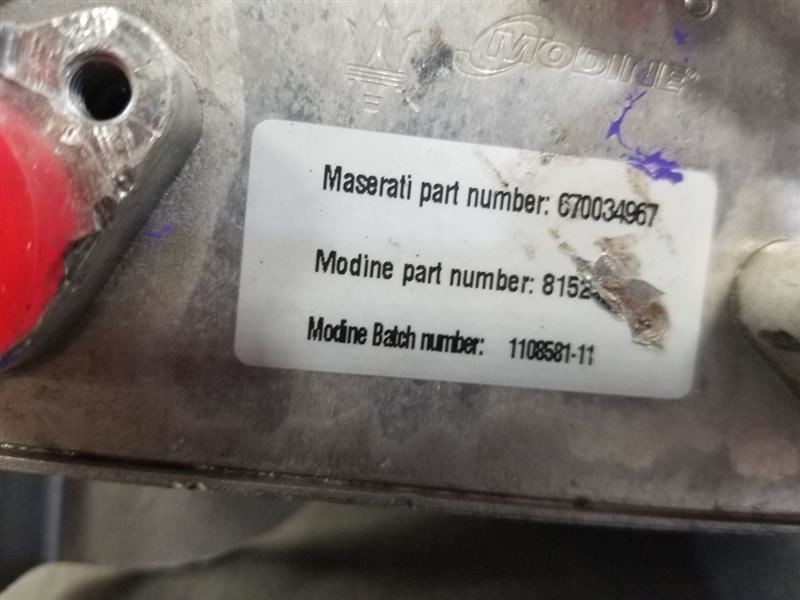 MODINE
Maserati part number: 670034967
Modine part number: 8152
Modine Batch number: 1108581-11